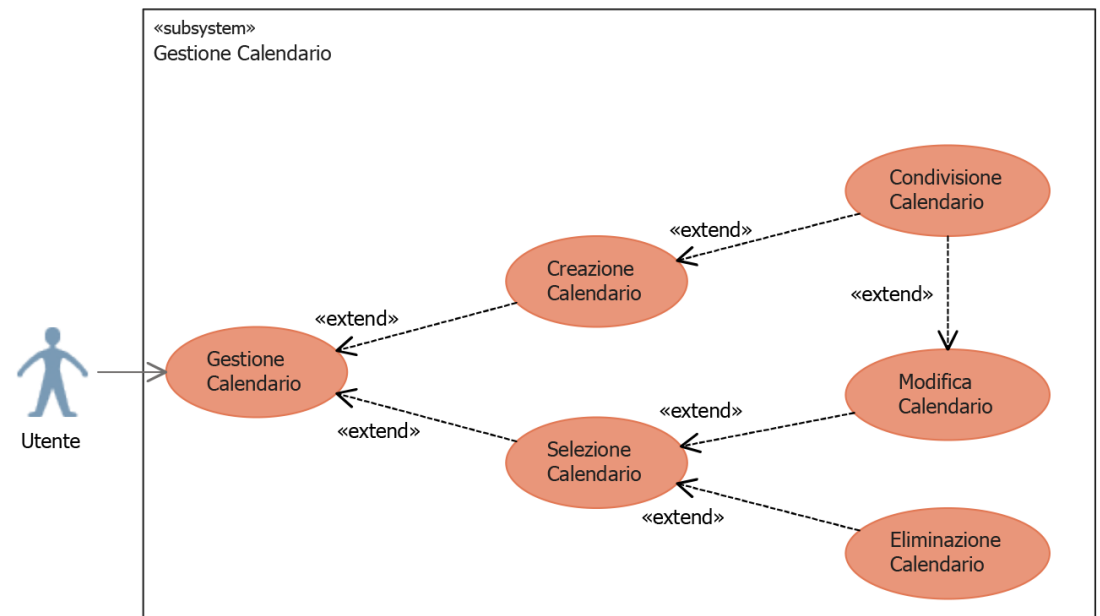 «subsystem»
Gestione Calendario
Condivisione
Calendario
«extend»
Creazione
Calendario
«extend»
«extend»
Gestione
Calendario
Modifica
Calendario
«extend»
«extend»
Utente
Selezione
Calendario
«extend»
Eliminazione
Calendario